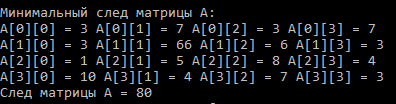 Минимальный след матрицы A:
A[0][0] = 3 A[0][1] = 7 A[0][2] = 3 A[0][3] = 7
A[1][0] = 3 A[1][1] = 66 A[1][2] = 6 A[1][3] = 3
A[2][0] = 1 A[2][1] = 5 A[2][2] = 8 A[2][3] = 4
A[3][0] = 10 A[3][1] = 4 A[3][2] = 7 A[3][3] = 3
След матрицы A = 80